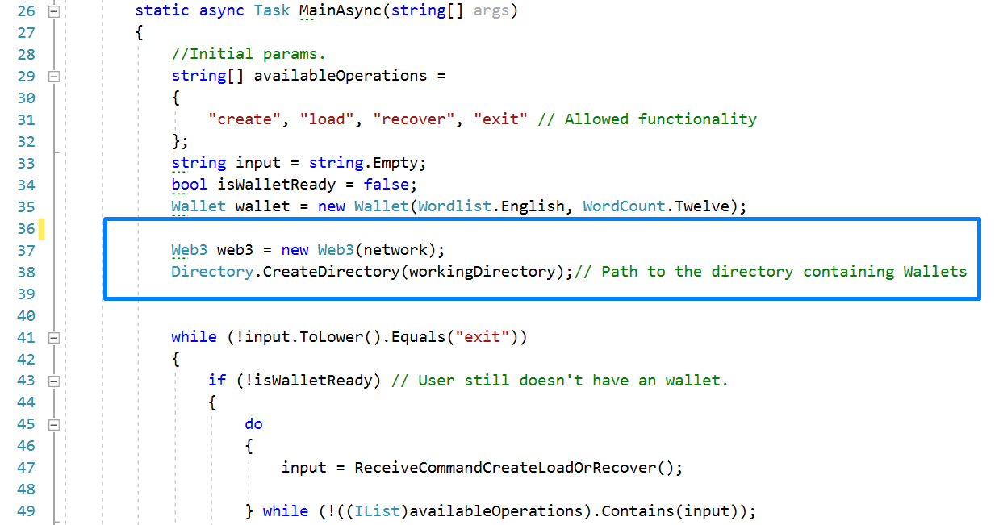 26 static async Task MainAsync(string[] args)
27 {
28 //Initial params.
29 string[] availableOperations =
30 {
31 "create", "load", "recover", "exit" // Allowed functionality
32 };
33 string input = string.Empty;
34 bool isWalletReady = false;
35 Wallet wallet = new Wallet(Wordlist.English, WordCount.Twelve);
36
37 Web3 web3 = new Web3(network);
38 Directory.CreateDirectory(workingDirectory);// Path to the directory containing Wallets
39
40
41 while (!input.ToLower().Equals("exit"))
42 {
43 if (!isWalletReady) // User still doesn't have an wallet.
44 {
45 do
46 {
47 input = ReceiveCommandCreateLoadOrRecover();
48
49 } while (!((IList)availableOperations).Contains(input));